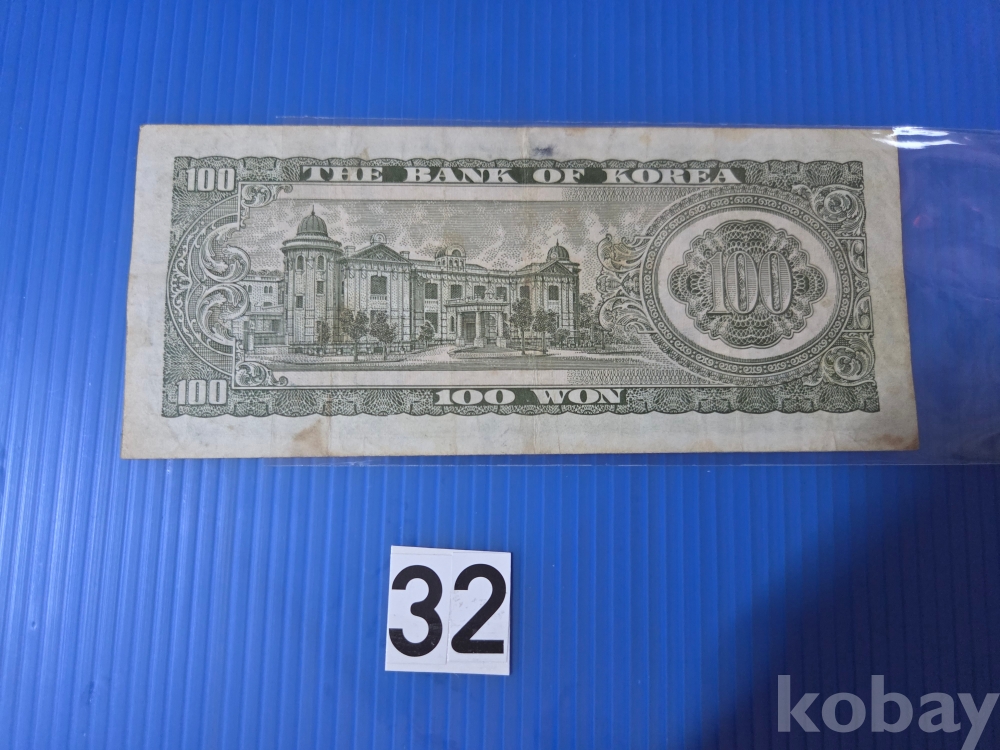 100 THE BANK OF KOREA
100
100 100 WON
32
kobay